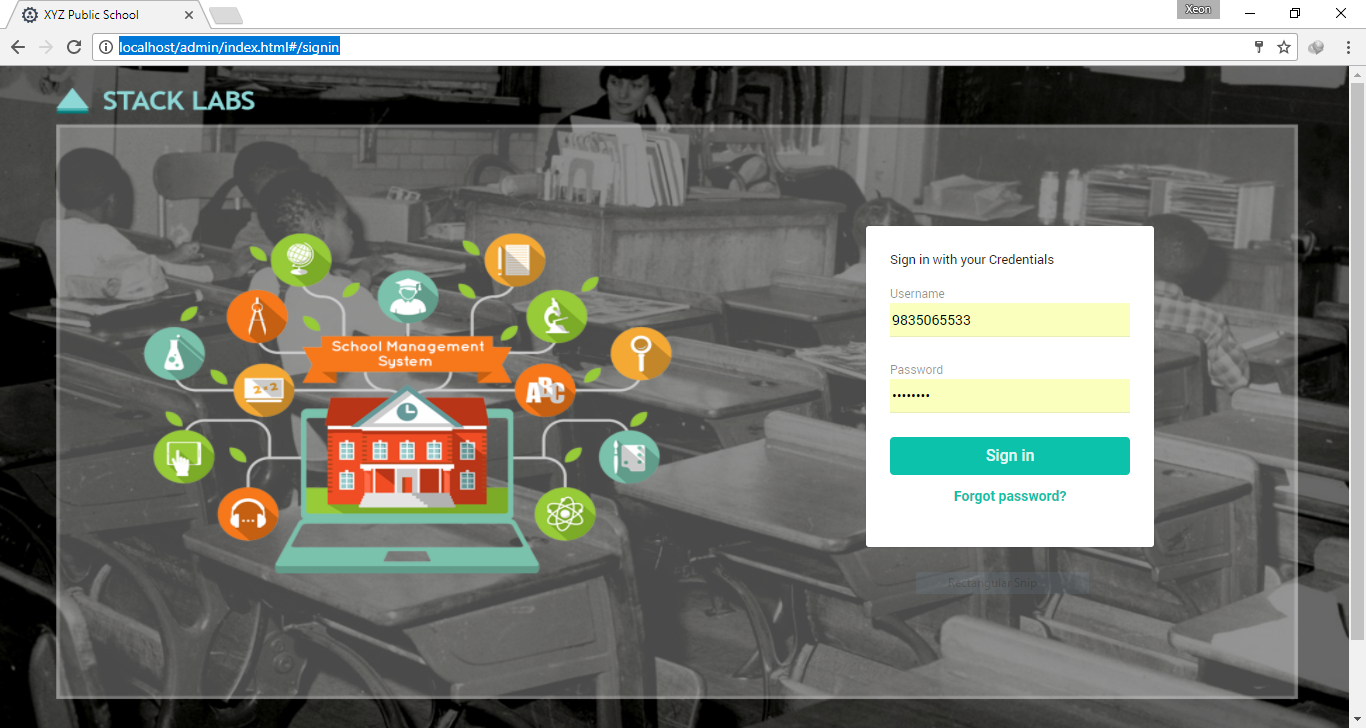 XYZ Public School
Xeon
localhost/admin/index.html#/signin
STACK LABS
School Management
System
2+2
ABC
Sign in with your Credentials
Username
9835065533
Password
••••••••
Sign in
Forgot password?
Rectangular Snip